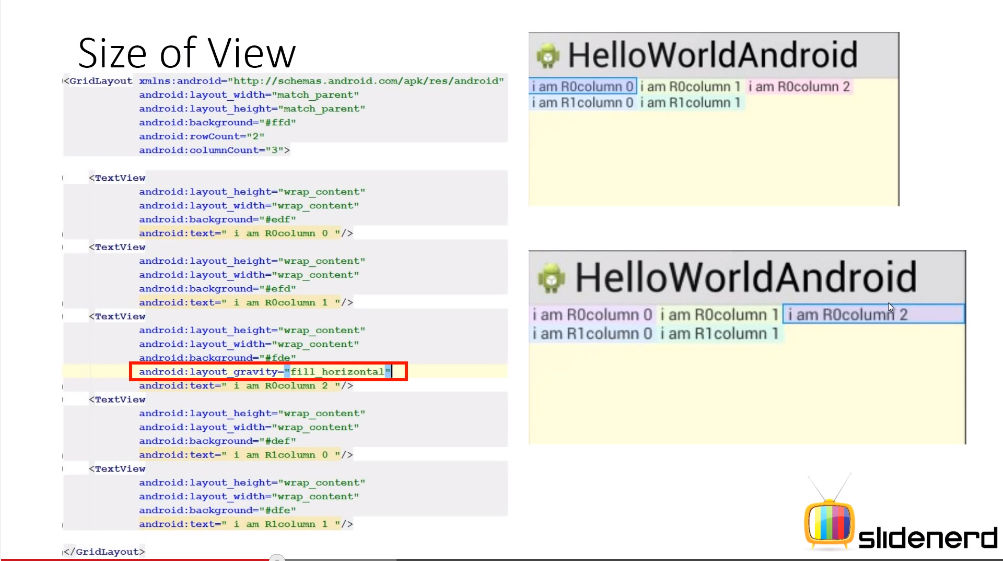 Size of View
<GridLayout xmlns:android="http://schemas.android.com/apk/res/android"
android:layout_width="match_parent"
android:layout_height="match_parent"
android:background="#ffd"
android:rowCount="2"
android:columnCount="3">
<TextView
android:layout_height="wrap_content"
android:layout_width="wrap_content"
android:background="#edf"
android:text=" i am R0column 0 "/>
<TextView
android:layout_height="wrap_content"
android:layout_width="wrap_content"
android:background="#efd"
android:text=" i am R0column 1 "/>
<TextView
android:layout_height="wrap_content"
android:layout_width="wrap_content"
android:background="#fde"
android:layout_gravity="fill_horizontal"
android:text=" i am R0column 2 "/>
<TextView
android:layout_height="wrap_content"
android:layout_width="wrap_content"
android:background="#def"
android:text=" i am R1column 0 "/>
<TextView
android:layout_height="wrap_content"
android:layout_width="wrap_content"
android:background="#dfe"
android:text=" i am R1column 1 "/>
</GridLayout>
HelloWorldAndroid
i am R0column 0 i am R0column 1 i am R0column 2
i am R1column 0 i am R1column 1
HelloWorldAndroid
i am R0column 0 i am R0column 1 i am R0column 2
i am R1column 0 i am R1column 1
slidenerd